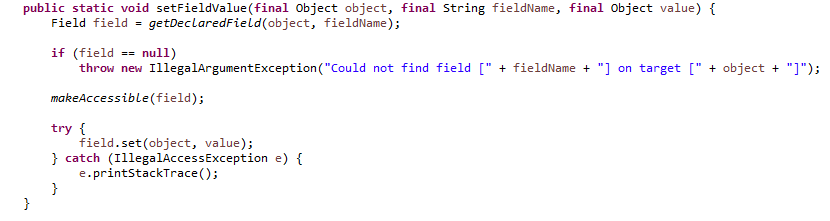 public static void setFieldValue(final Object object, final String fieldName, final Object value) {
Field field = getDeclaredField(object, fieldName);
if (field == null)
throw new IllegalArgumentException("Could not find field [" + fieldName + "] on target [" + object + "]");
makeAccessible(field);
try {
field.set(object, value);
} catch (IllegalAccessException e) {
e.printStackTrace();
}
}